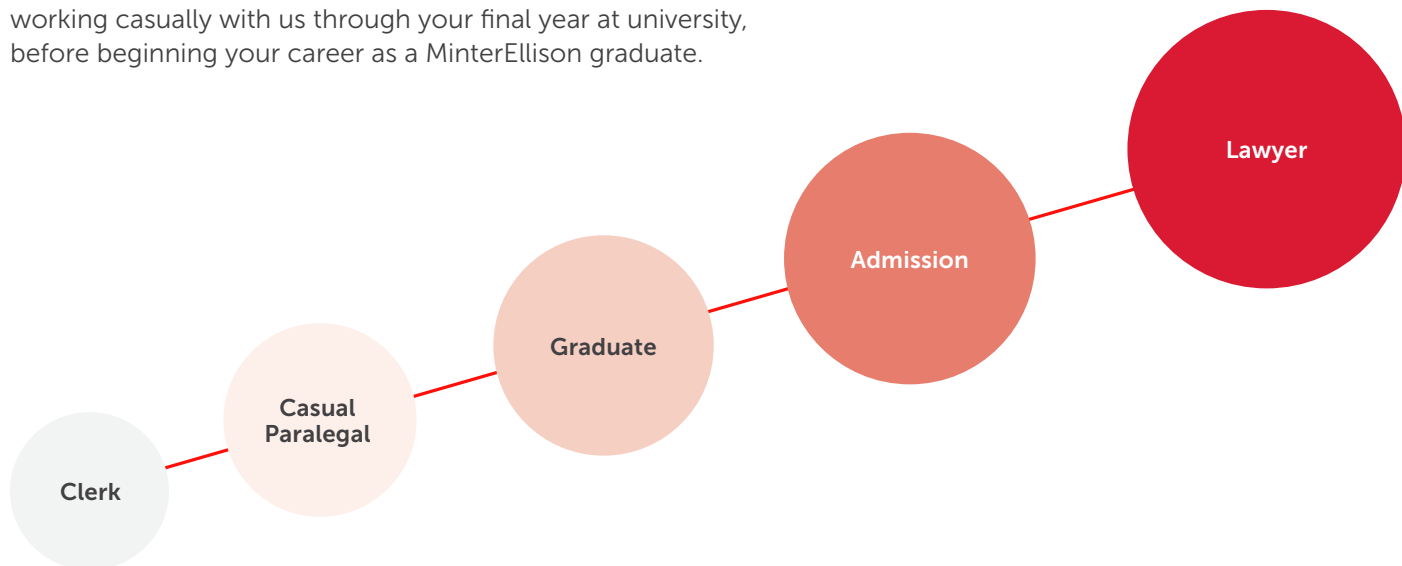 working casually with us through your final year at university,
before beginning your career as a MinterEllison graduate.
Lawyer
Admission
Graduate
Casual
Paralegal
Clerk